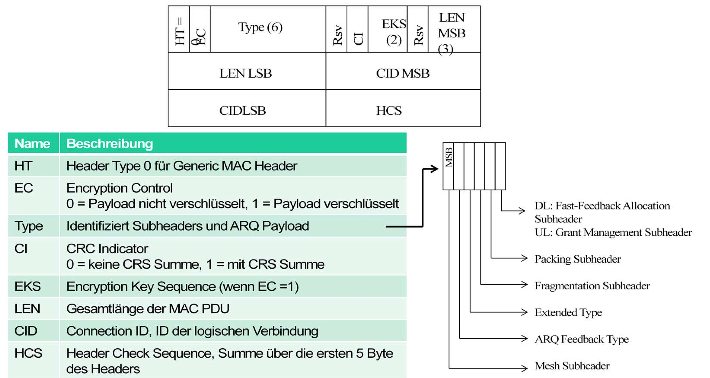 HT =
0
EC
Type (6)
Rsv
CI
EKS
(2)
Rsv
LEN
MSB
(3)
LEN LSB
CID MSB
CIDLSB
HCS
Name Beschreibung
HT Header Type 0 für Generic MAC Header
EC Encryption Control
0 = Payload nicht verschlüsselt, 1 = Payload verschlüsselt
Type Identifiziert Subheaders und ARQ Payload
CI CRC Indicator
0 = keine CRS Summe, 1 = mit CRS Summe
EKS Encryption Key Sequence (wenn EC =1)
LEN Gesamtlänge der MAC PDU
CID Connection ID, ID der logischen Verbindung
HCS Header Check Sequence, Summe über die ersten 5 Byte
des Headers
MSB
DL: Fast-Feedback Allocation
Subheader
UL: Grant Management Subheader
Packing Subheader
Fragmentation Subheader
Extended Type
ARQ Feedback Type
Mesh Subheader